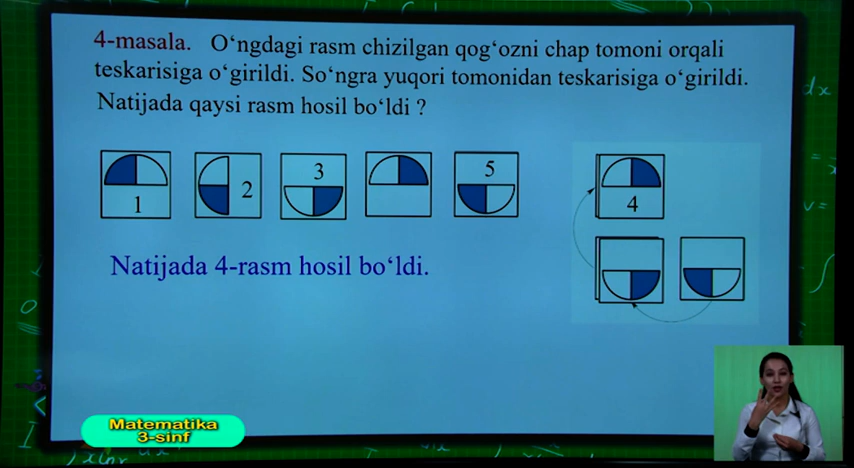 4-masala. O‘ngdagi rasm chizilgan qog‘ozni chap tomoni orqali
teskarisiga o‘girildi. So‘ngra yuqori tomonidan teskarisiga o‘girildi.
Natijada qaysi rasm hosil bo‘ldi ?
1
2
3
5
4
Natijada 4-rasm hosil bo‘ldi.
Matematika
3-sinf